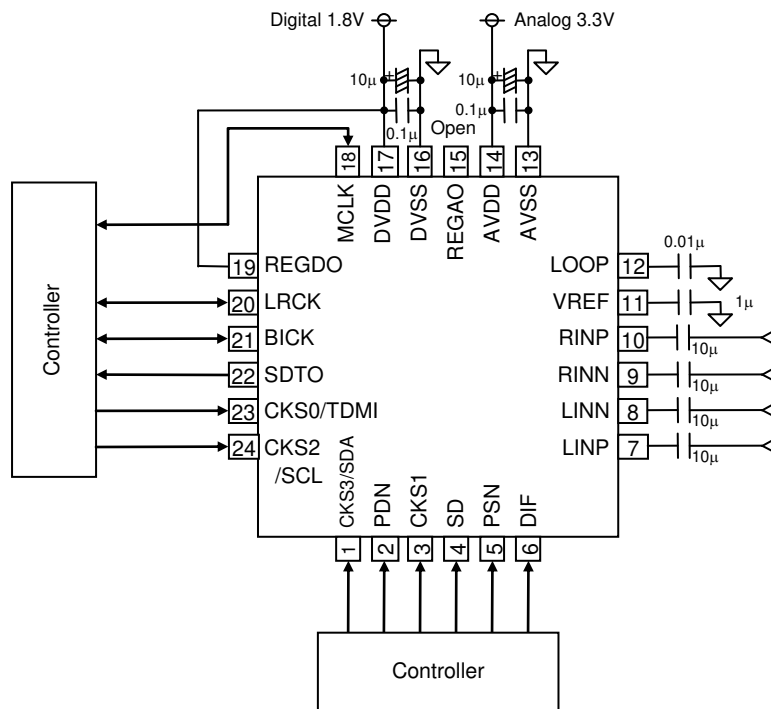 Digital 1.8V
Analog 3.3V
10µ
+
10µ
+
0.1µ
0.1µ
Open
18
17
16
15
14
13
MCLK
DVDD
DVSS
REGAO
AVDD
AVSS
Controller
19
REGDO
20
LRCK
21
BICK
22
SDTO
23
CKS0/TDMI
24
CKS2
/SCL
LOOP
12
0.01µ
VREF
11
1µ
RINP
10
10µ
RINN
9
10µ
LINN
8
10µ
LINP
7
10µ
CKS3/SDA
PDN
CKS1
SD
PSN
DIF
1
2
3
4
5
6
Controller